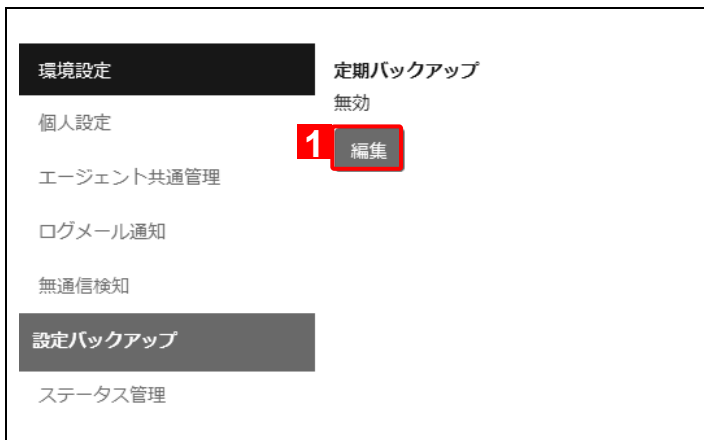 環境設定
個人設定
エージェント共通管理
ログメール通知
無通信検知
設定バックアップ
ステータス管理
定期バックアップ
無効
1 編集